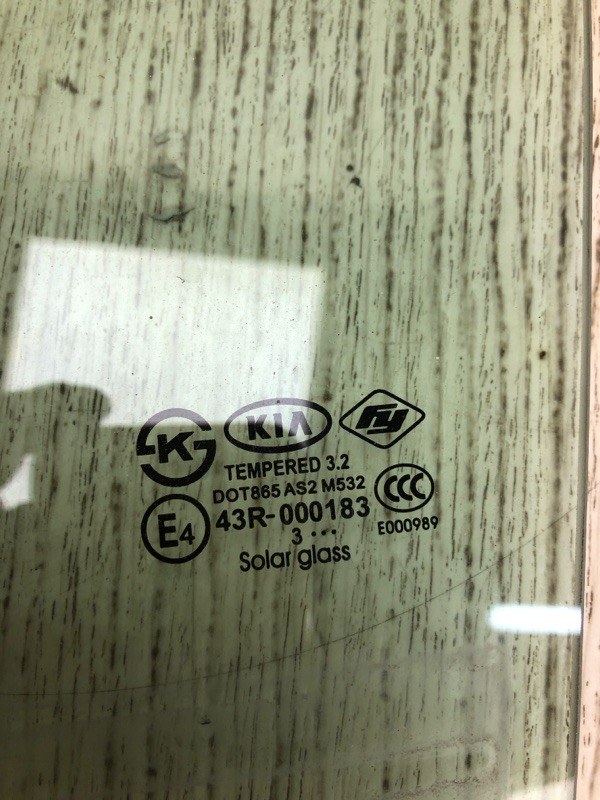 K KIA FY
TEMPERED 3.2
DOT865 AS2 M532 CCC
E4 43R-000183 E000989
3 ...
Solar glass